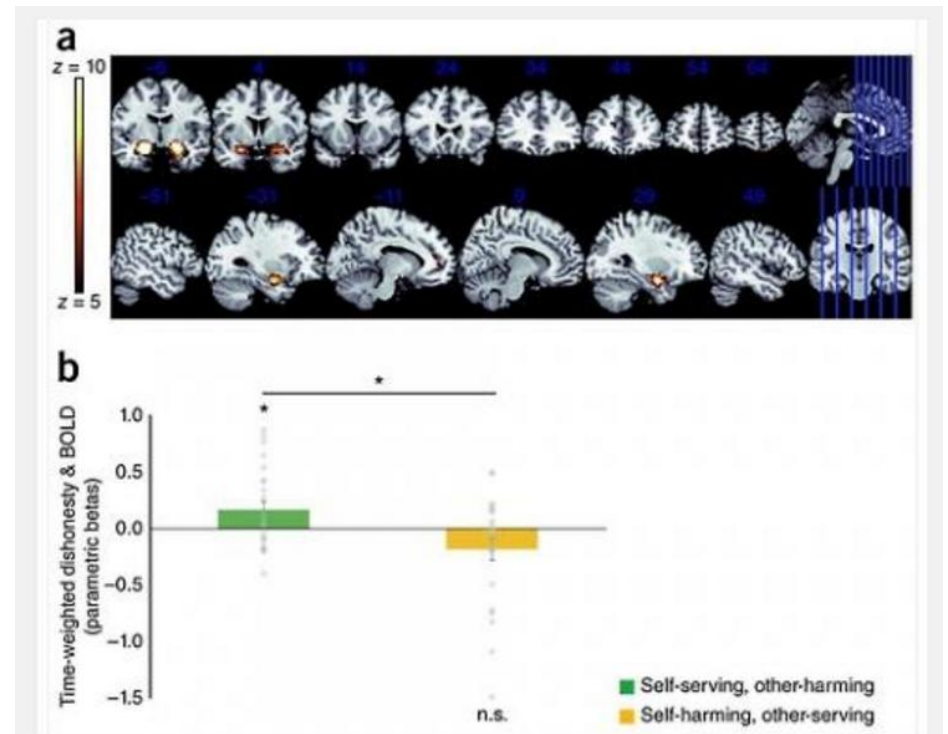 a
z = 10
-6 4 14 24 34 44 54 64
-51 -31 -11 9 29 49
z = 5
b
*
*
Time-weighted dishonesty & BOLD
(parametric betas)
1.0
0.5
0.0
−0.5
−1.0
−1.5
n.s.
Self-serving, other-harming
Self-harming, other-serving